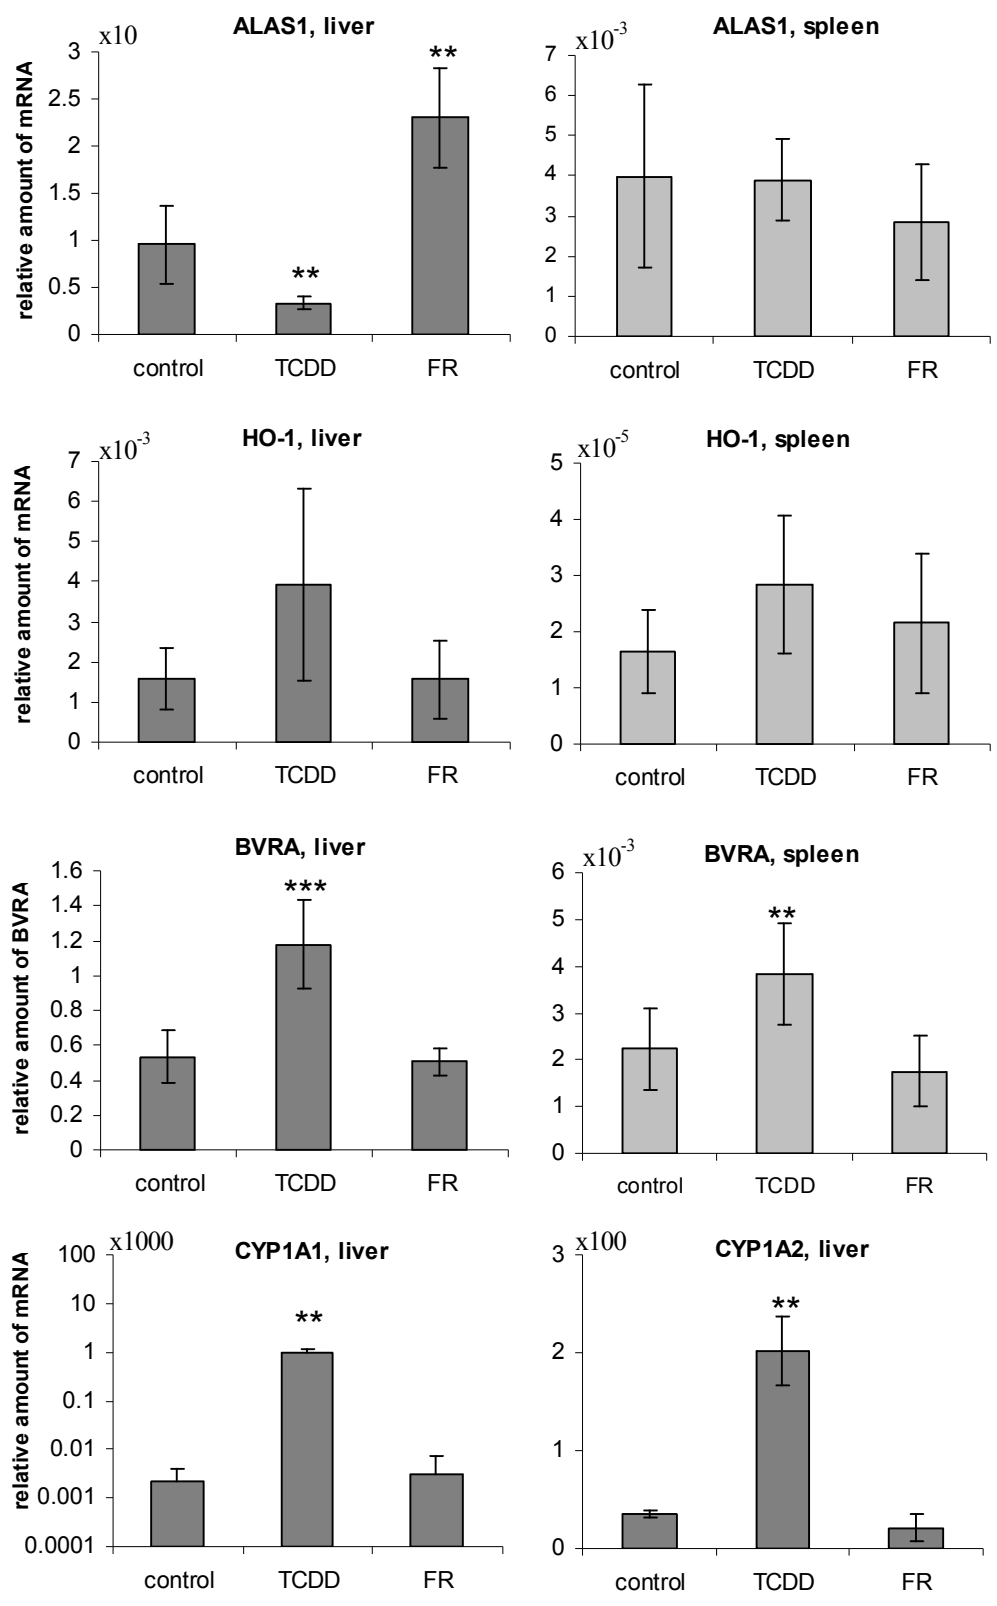 ALAS1, liver
x10
relative amount of mRNA
3
2.5
2
1.5
1
0.5
0
**
**
control TCDD FR
ALAS1, spleen
x10-3
7
6
5
4
3
2
1
0
control TCDD FR
HO-1, liver
x10-3
relative amount of mRNA
7
6
5
4
3
2
1
0
control TCDD FR
HO-1, spleen
x10-5
5
4
3
2
1
0
control TCDD FR
BVRA, liver
relative amount of BVRA
1.6
1.4
1.2
1
0.8
0.6
0.4
0.2
0
***
control TCDD FR
BVRA, spleen
x10-3
6
5
4
3
2
1
0
**
control TCDD FR
CYP1A1, liver
x1000
relative amount of mRNA
100
10
1
0.1
0.01
0.001
0.0001
**
control TCDD FR
CYP1A2, liver
x100
3
2
1
0
**
control TCDD FR